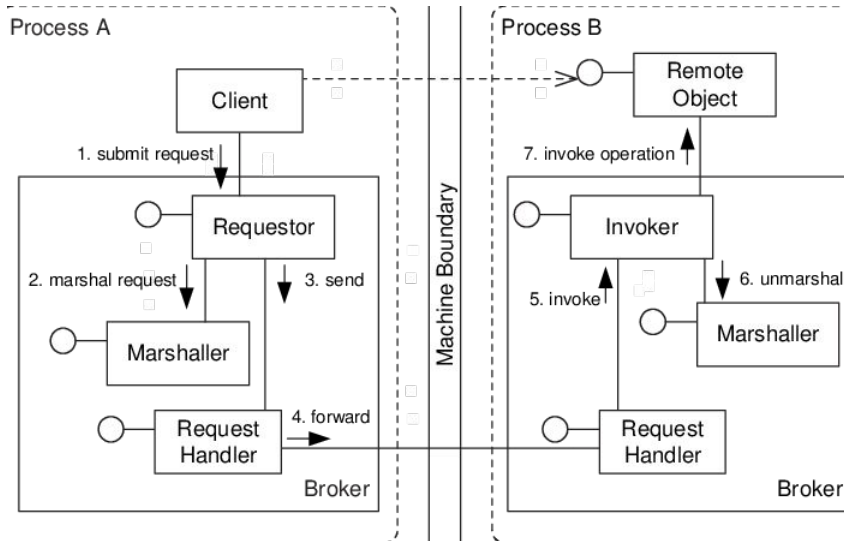 Process A
Process B
Client
Remote
Object
1. submit request
7. invoke operation
Requestor
Invoker
2. marshal request
3. send
5. invoke
6. unmarshal
Marshaller
Marshaller
Machine Boundary
Request
Handler
4. forward
Request
Handler
Broker
Broker